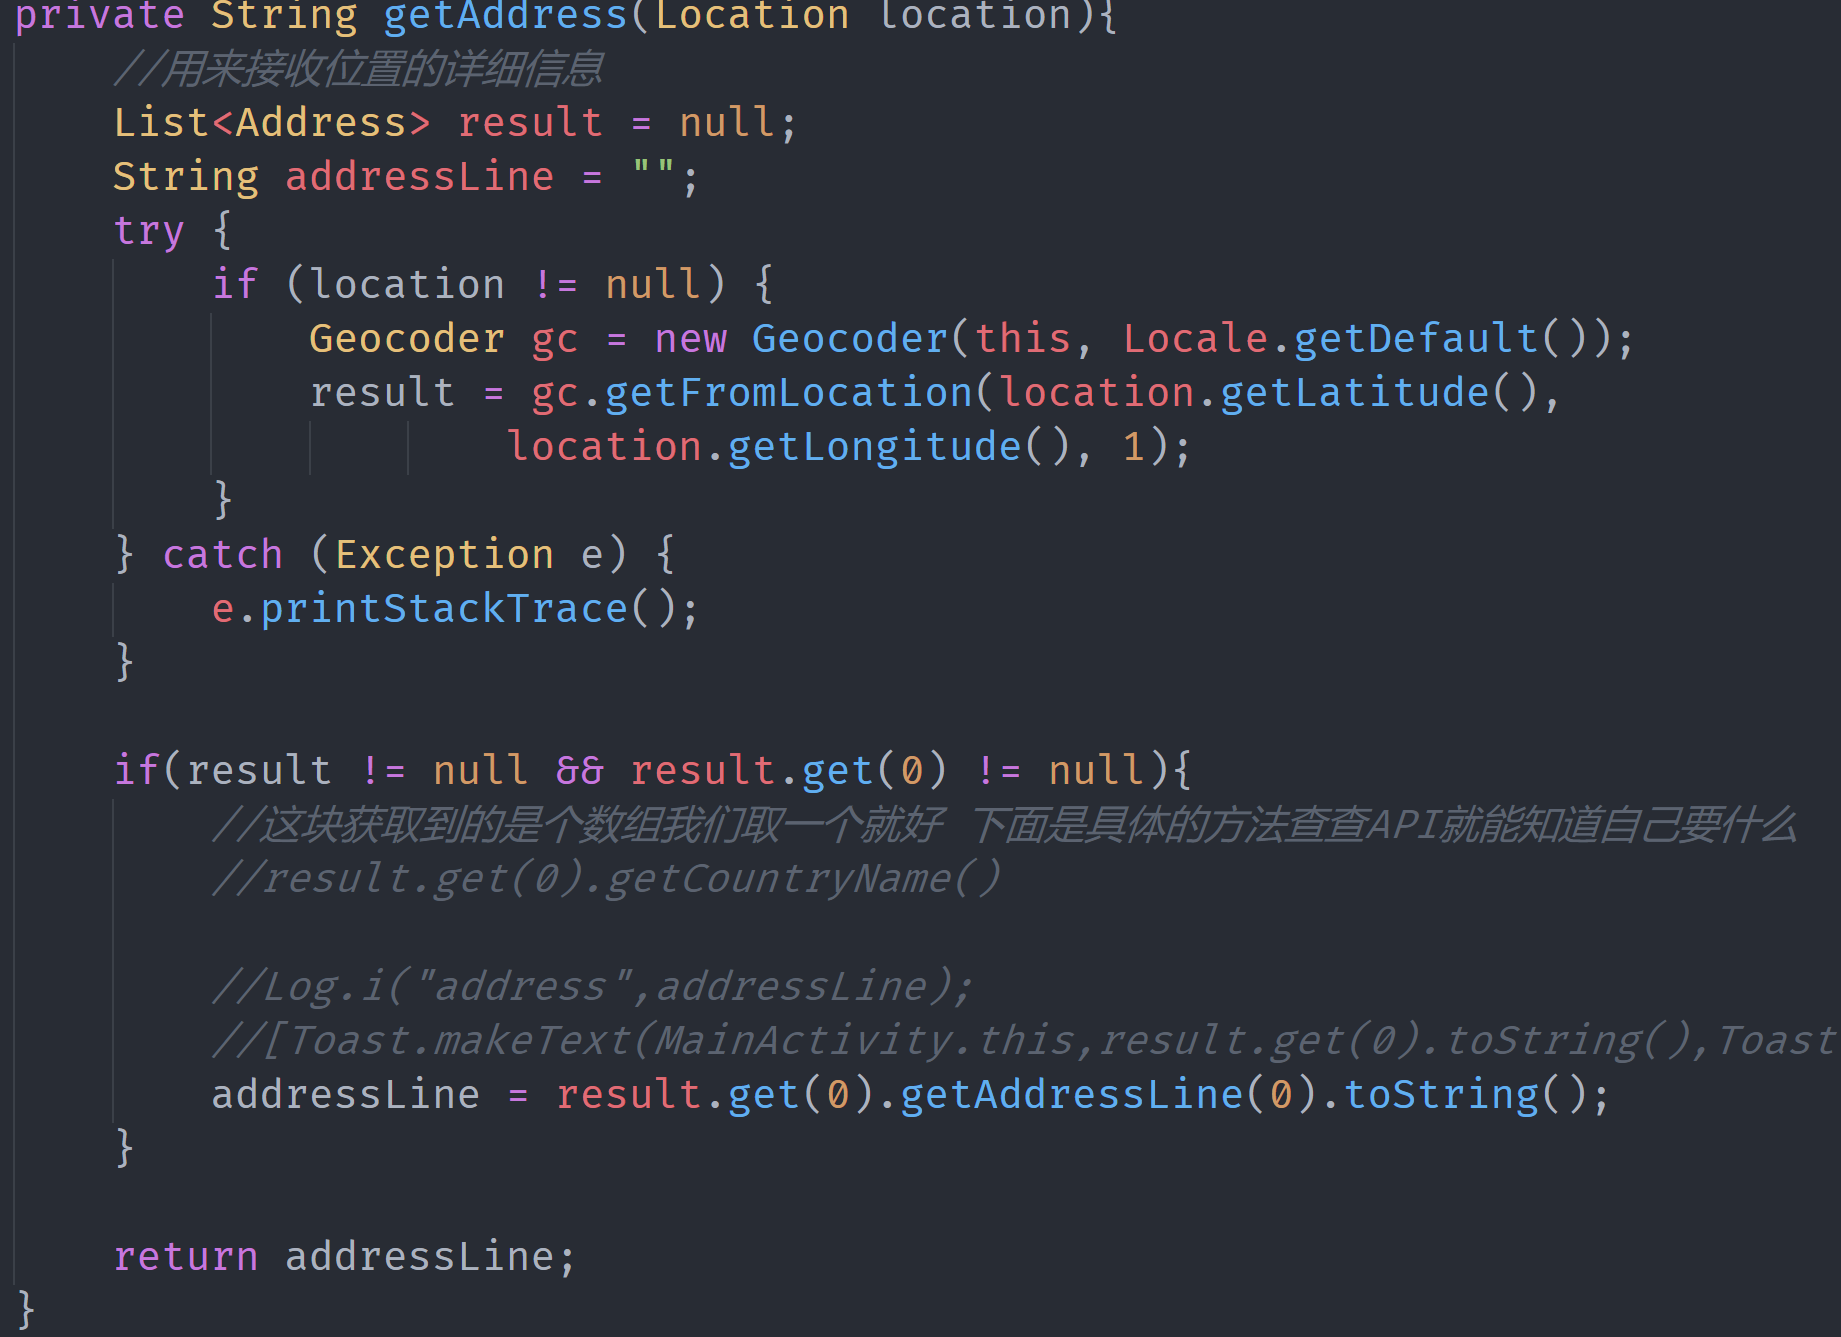 private String getAddress(Location location){
//用来接收位置的详细信息
List<Address> result = null;
String addressLine = "";
try {
if (location != null) {
Geocoder gc = new Geocoder(this, Locale.getDefault());
result = gc.getFromLocation(location.getLatitude(),
location.getLongitude(), 1);
}
} catch (Exception e) {
e.printStackTrace();
}
if(result != null && result.get(0) != null){
//这块获取到的是个数组我们取一个就好 下面是具体的方法查查API就能知道自己要什么
//result.get(0).getCountryName()
//Log.i("address",addressLine);
//[Toast.makeText(MainActivity.this,result.get(0).toString(),Toast
addressLine = result.get(0).getAddressLine(0).toString();
}
return addressLine;
}